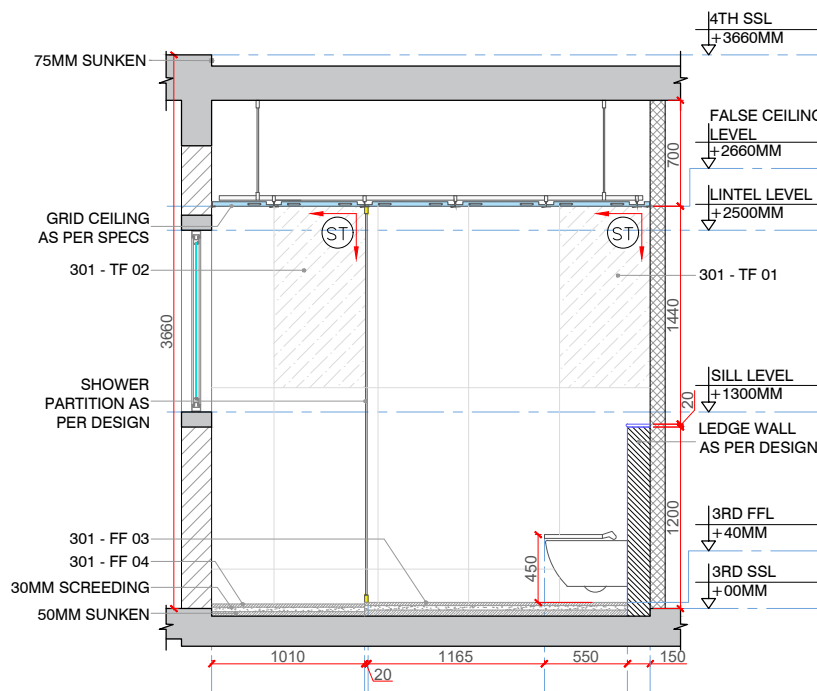 4TH SSL
+3660MM
75MM SUNKEN
FALSE CEILING
LEVEL
+2660MM
700
LINTEL LEVEL
+2500MM
GRID CEILING
AS PER SPECS
ST
ST
301 - TF 02
301 - TF 01
3660
1440
SHOWER
PARTITION AS
PER DESIGN
SILL LEVEL
+1300MM
20
LEDGE WALL
AS PER DESIGN
1200
3RD FFL
+40MM
301 - FF 03
301 - FF 04
450
30MM SCREEDING
3RD SSL
+00MM
50MM SUNKEN
1010
20
1165
550
150